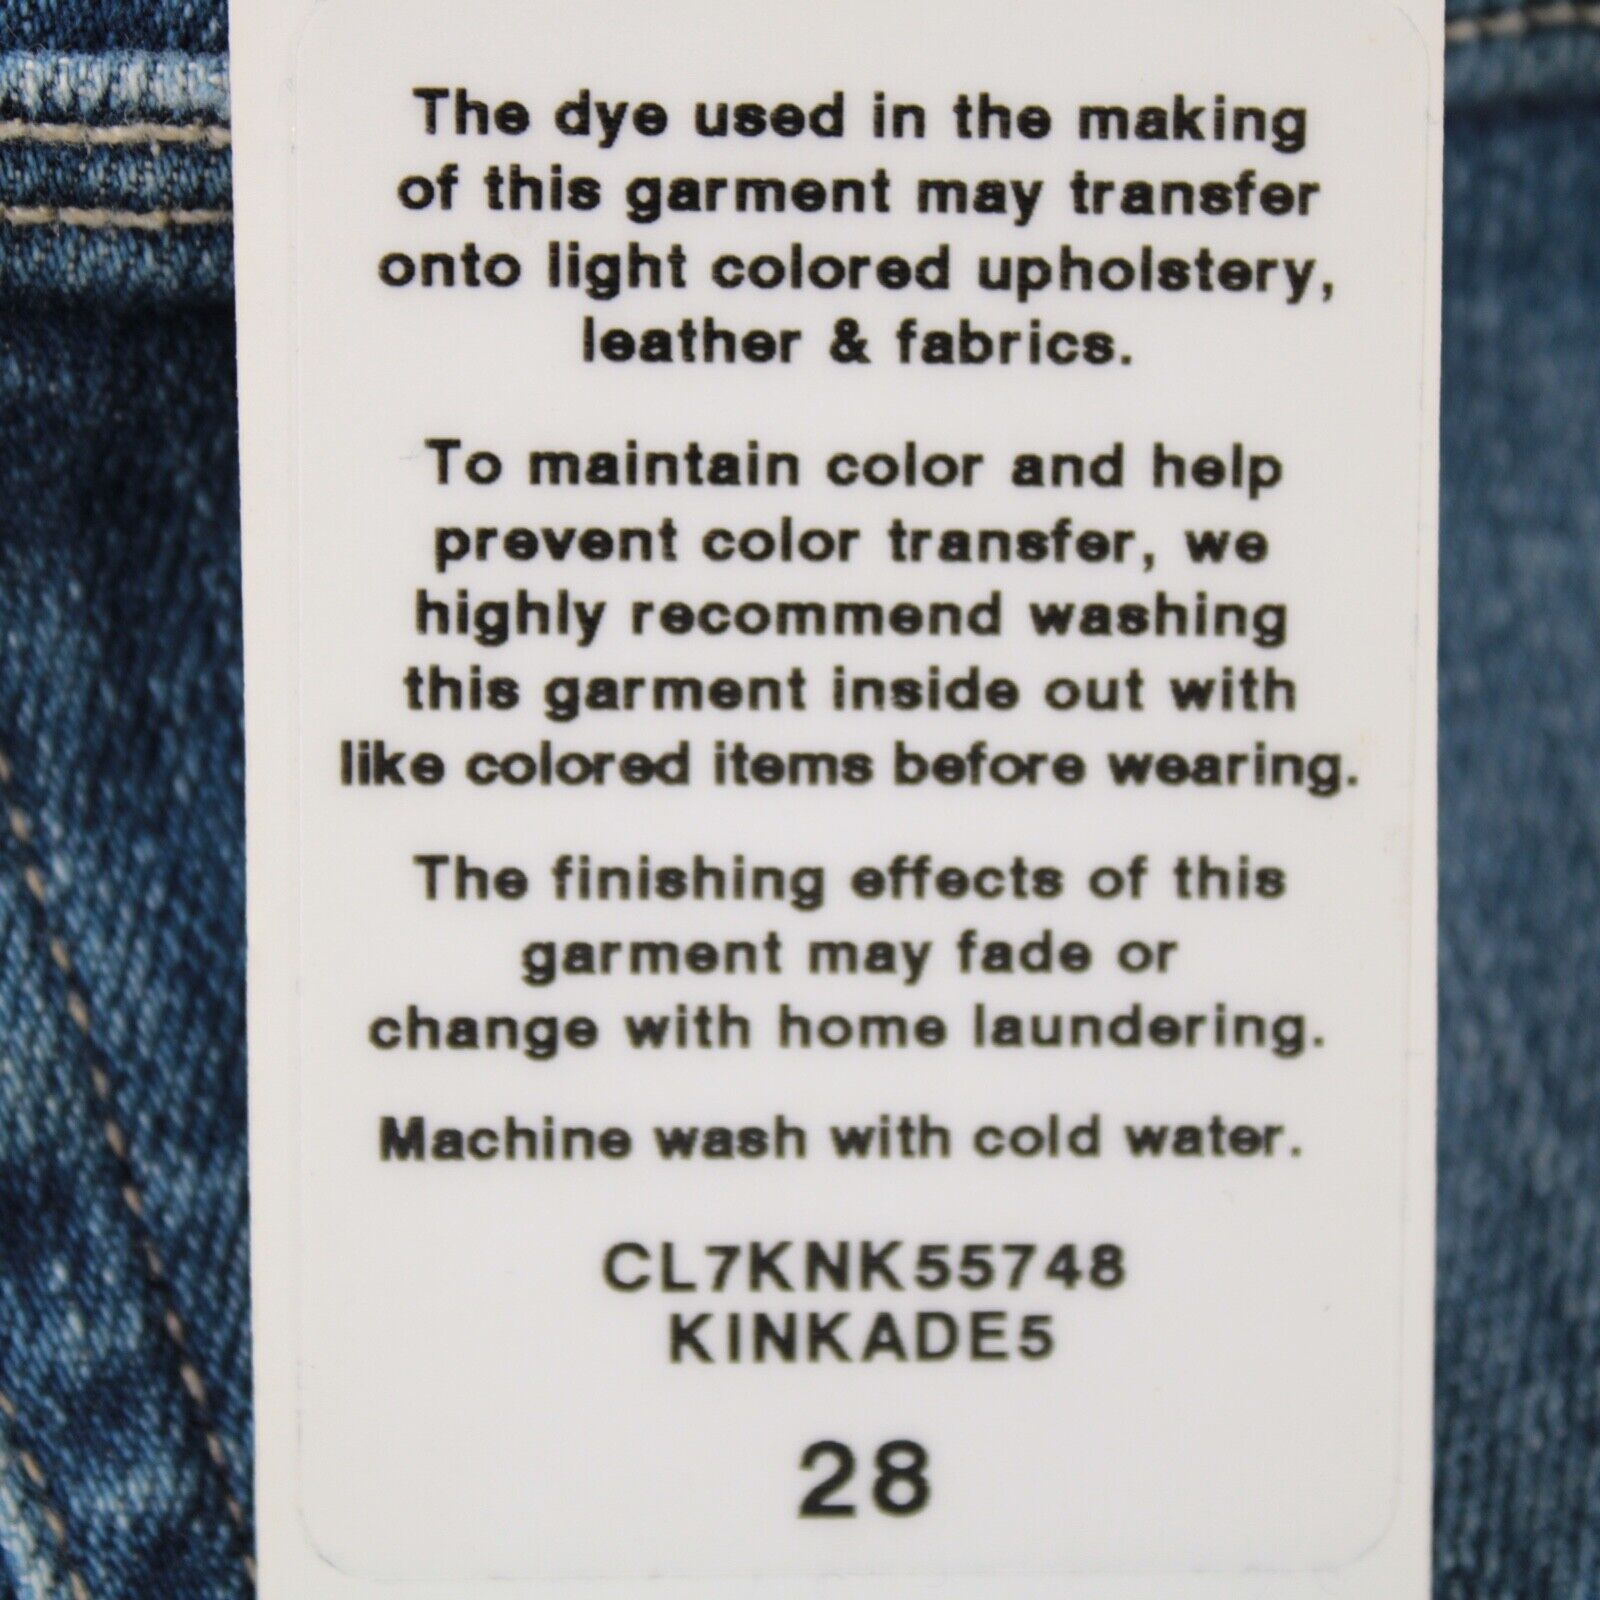 The dye used in the making
of this garment may transfer
onto light colored upholstery,
leather & fabrics.
To maintain color and help
prevent color transfer, we
highly recommend washing
this garment inside out with
like colored items before wearing.
The finishing effects of this
garment may fade or
change with home laundering.
Machine wash with cold water.
CL7KNK55748
KINKADE5
28